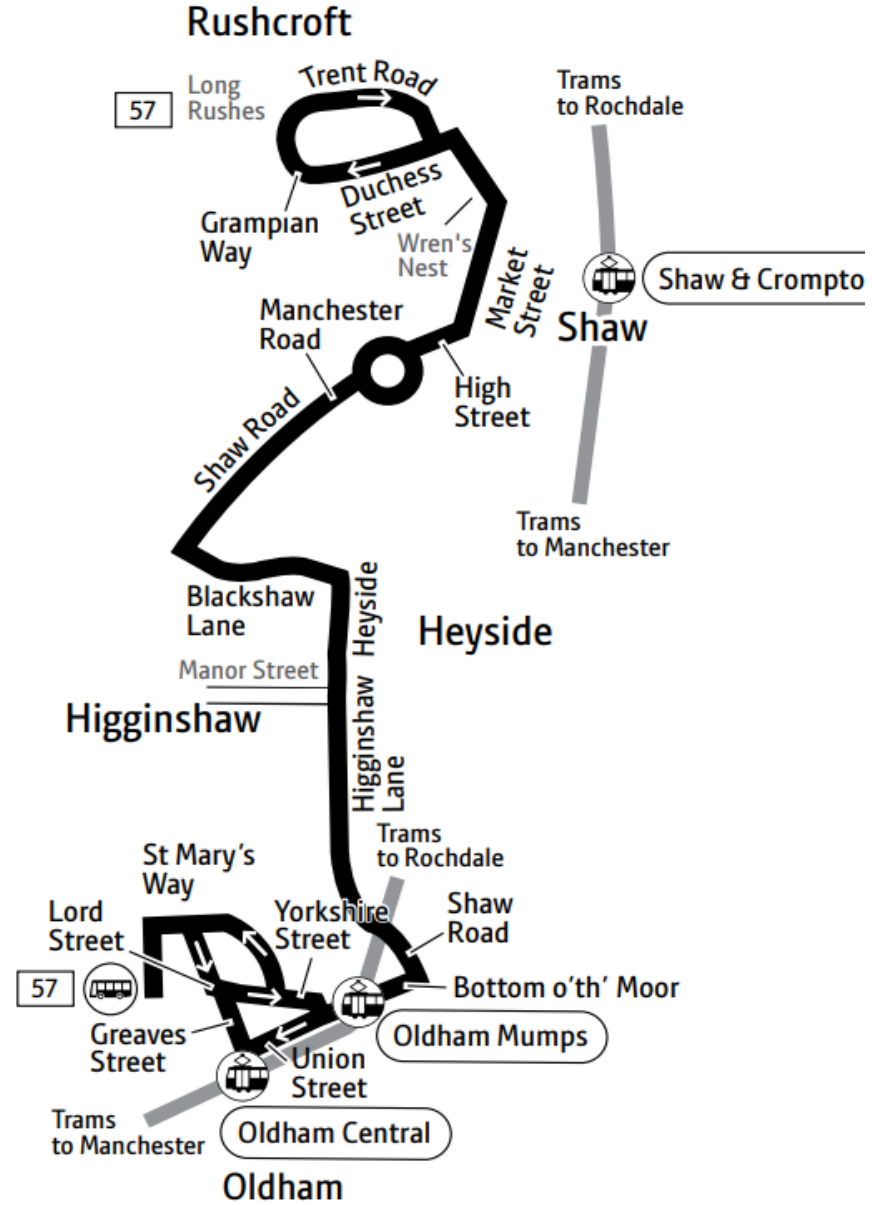 Rushcroft
Trent Road
57
Long
Rushes
Trams
to Rochdale
Duchess
Street
Grampian
Way
Wren's
Nest
Market
Street
Shaw & Crompto
Shaw
Manchester
Road
High
Street
Shaw Road
Trams
to Manchester
Blackshaw
Lane
Heyside
Heyside
Manor Street
Higginshaw
Higginshaw
Lane
Trams
to Rochdale
St Mary's
Way
Lord
Street
Yorkshire
Street
Shaw
Road
57
Bottom o'th' Moor
Greaves
Street
Oldham Mumps
Union
Street
Trams
to Manchester
Oldham Central
Oldham